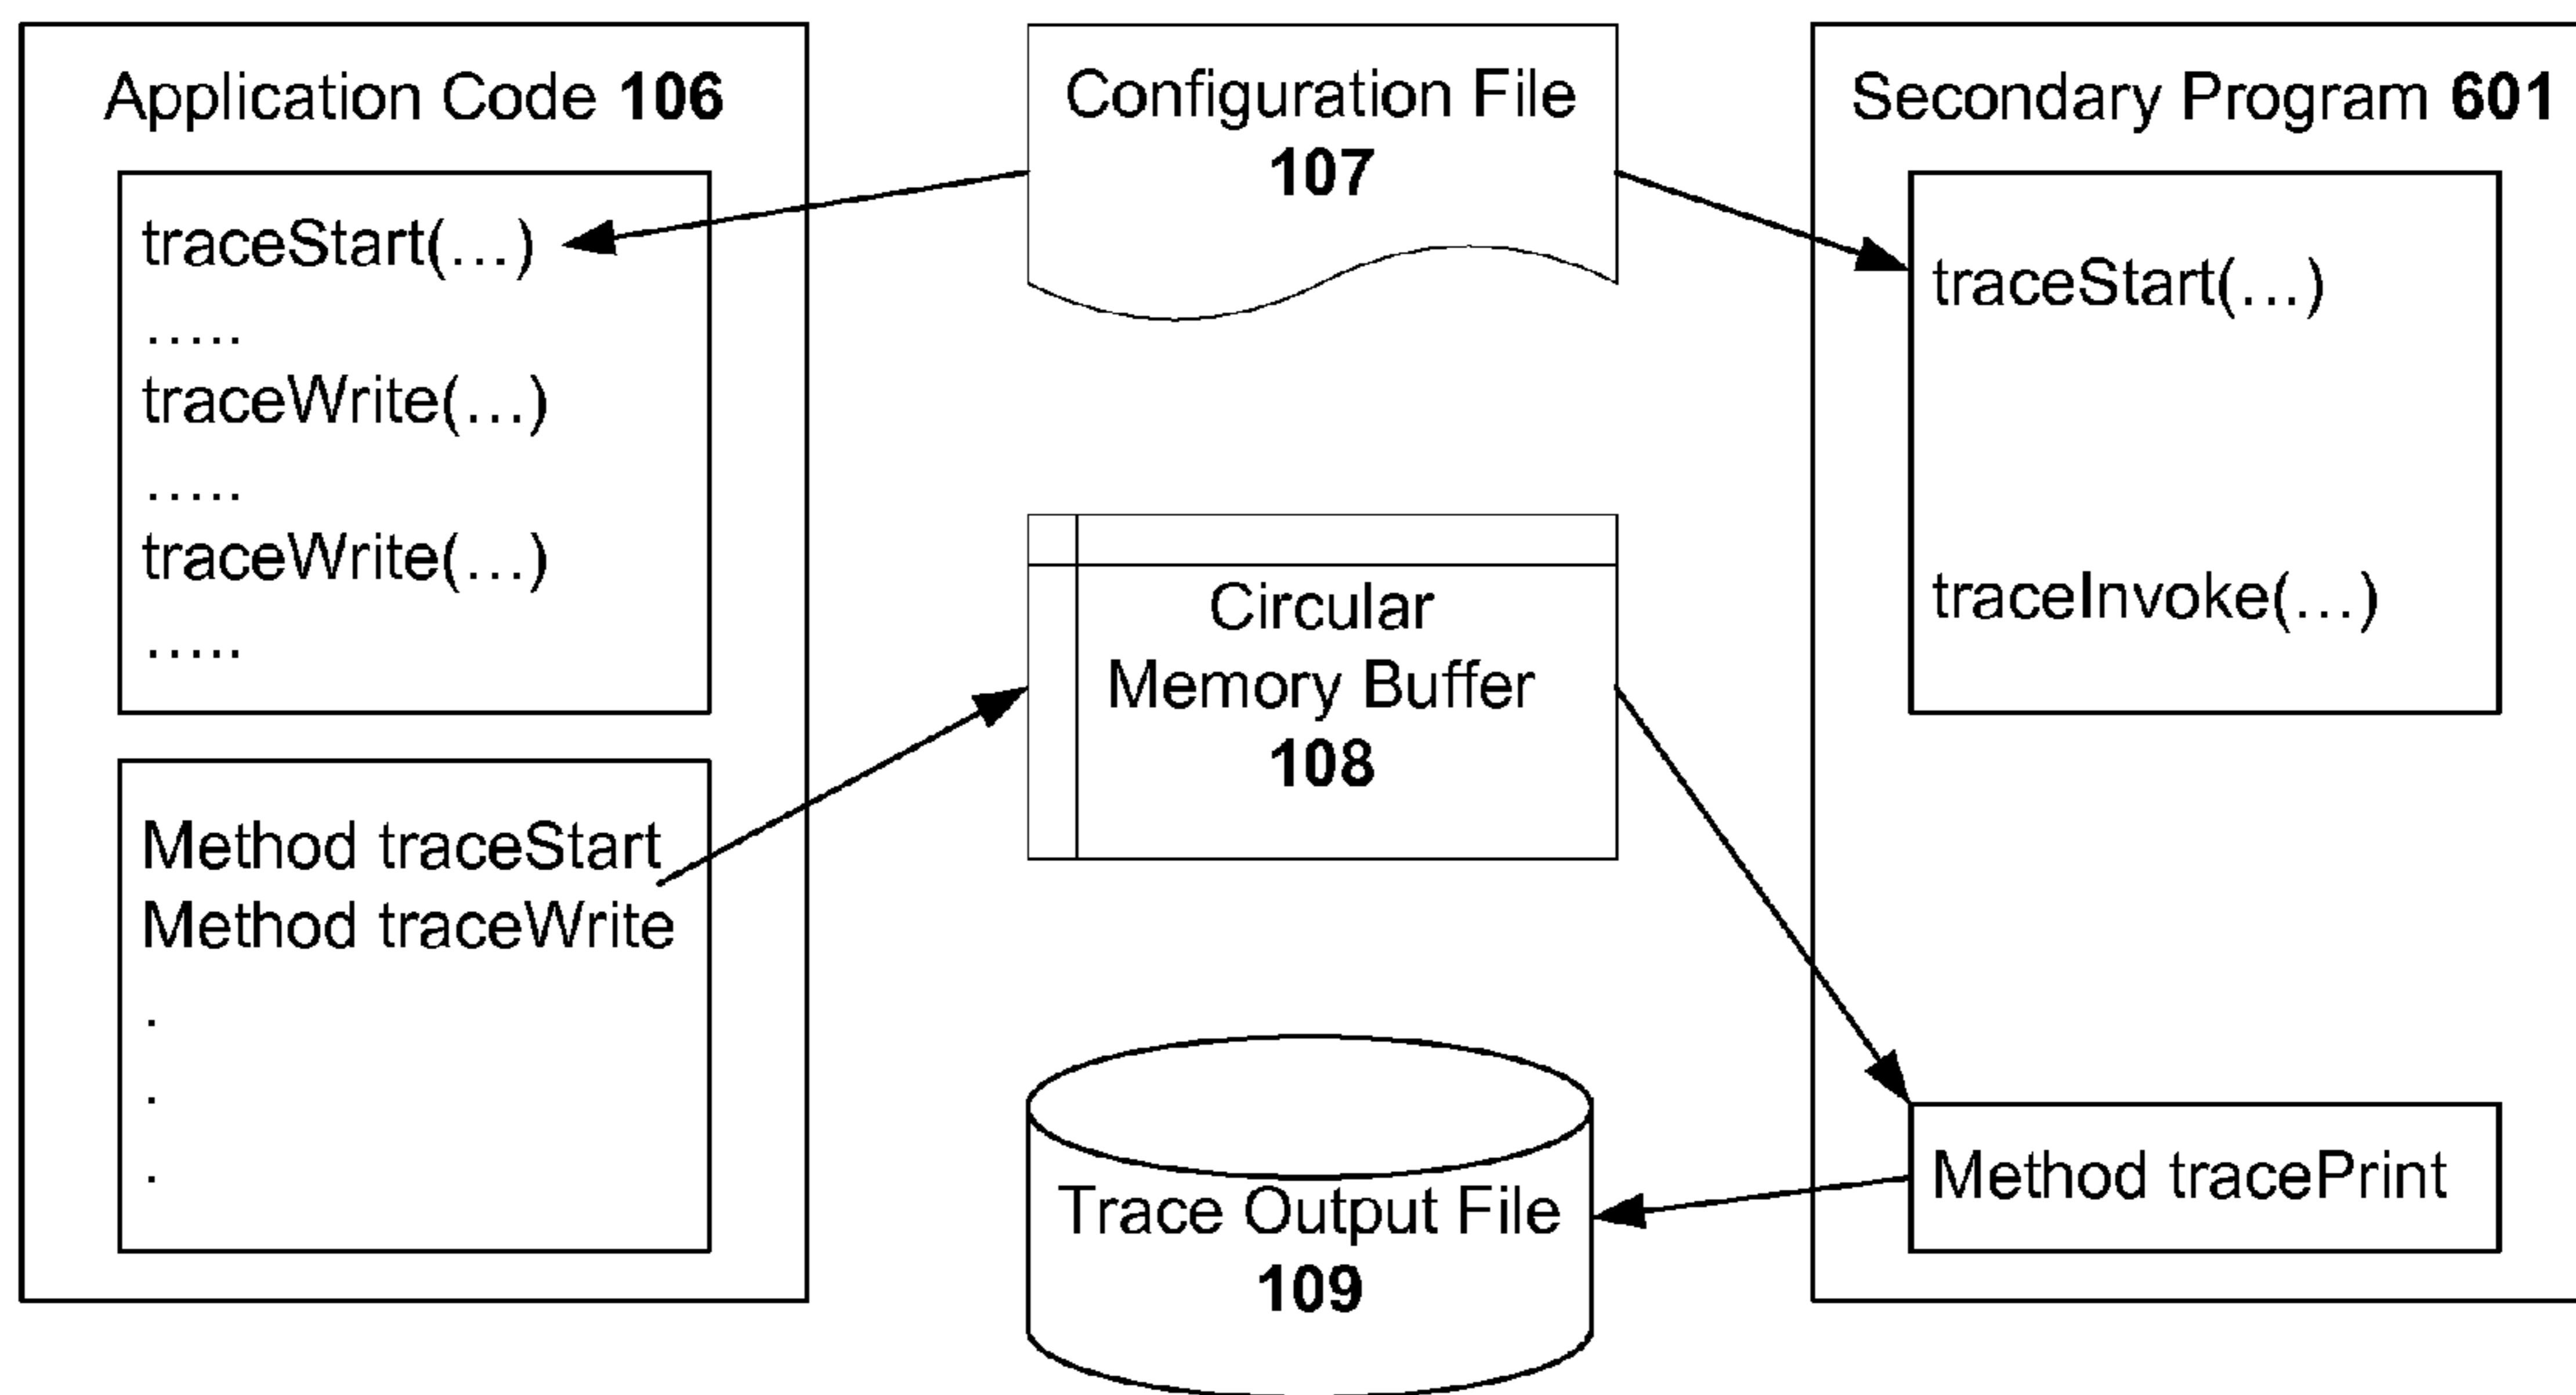 Application Code 106
traceStart(...)
.....
traceWrite(...)
.....
traceWrite(...)
.....
Method traceStart
Method traceWrite
.
.
.
Configuration File
107
Circular
Memory Buffer
108
Trace Output File
109
Secondary Program 601
traceStart(...)
traceInvoke(...)
Method tracePrint